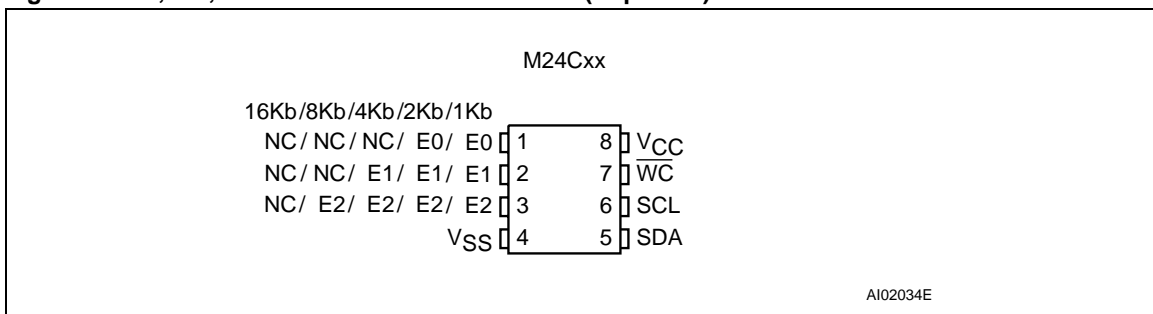 M24Cxx
16Kb/8Kb/4Kb/2Kb/1Kb
NC/ NC/ NC/ E0/ E0 1 8 VCC
NC/ NC/ E1/ E1/ E1 2 7 W̅C̅
NC/ E2/ E2/ E2/ E2 3 6 SCL
VSS 4 5 SDA
AI02034E